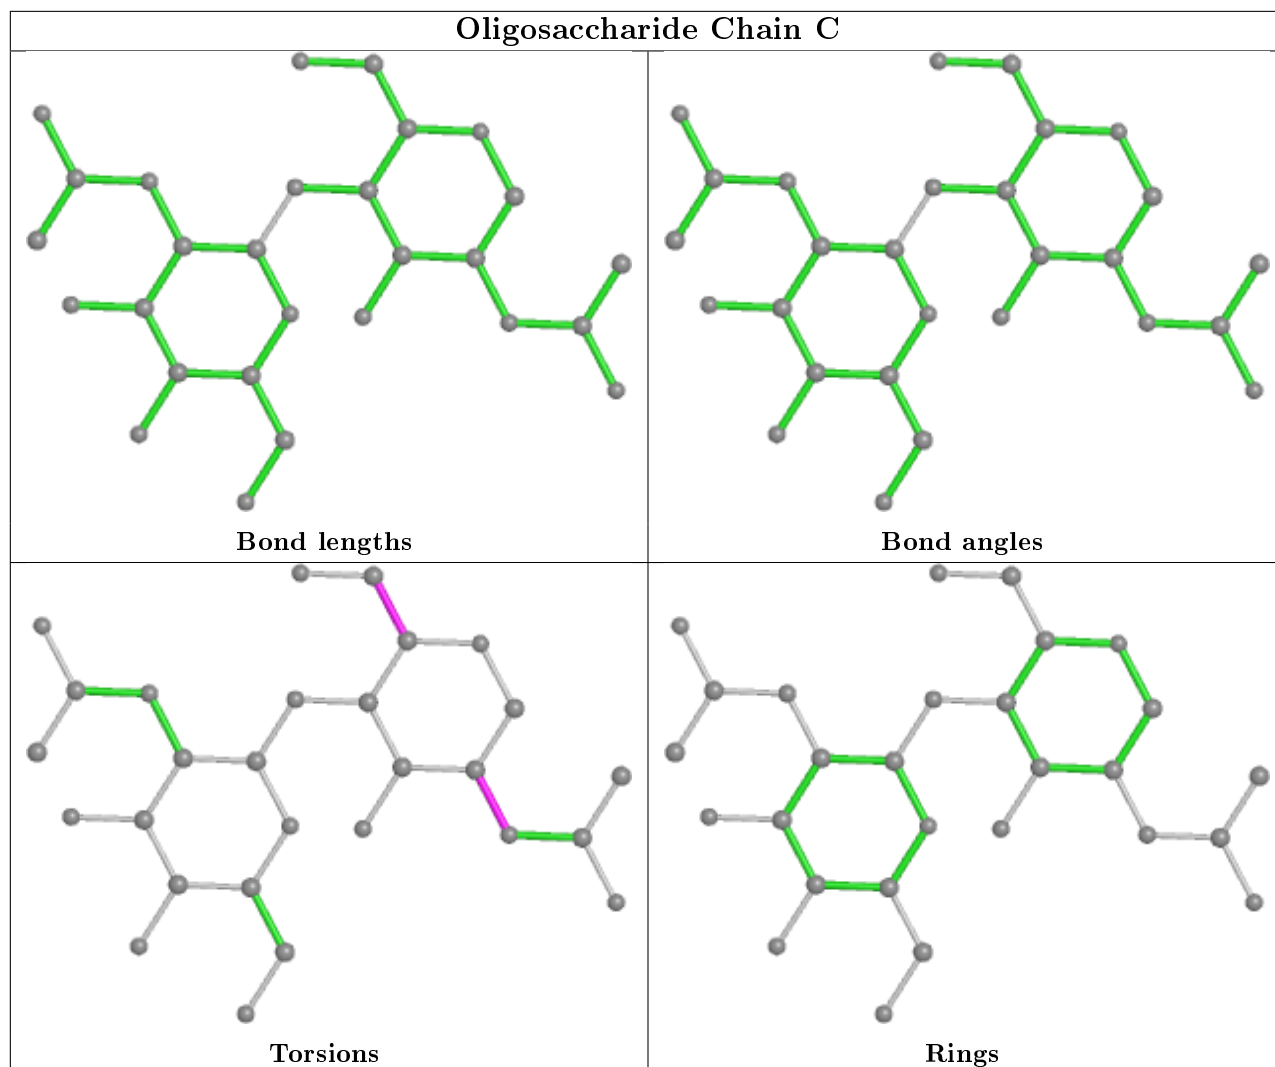 Oligosaccharide Chain C
Bond lengths
Bond angles
Torsions
Rings